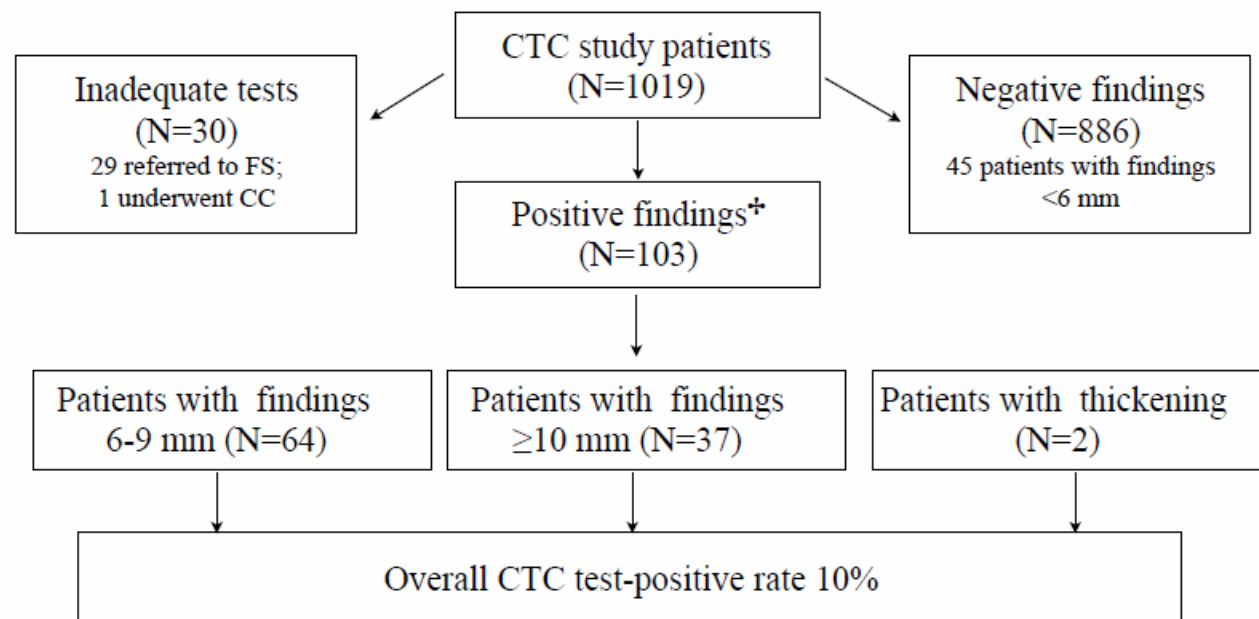 CTC study patients
(N=1019)
Inadequate tests
(N=30)
29 referred to FS;
1 underwent CC
Negative findings
(N=886)
45 patients with findings
<6 mm
Positive findings✢
(N=103)
Patients with findings
6-9 mm (N=64)
Patients with findings
≥10 mm (N=37)
Patients with thickening
(N=2)
Overall CTC test-positive rate 10%